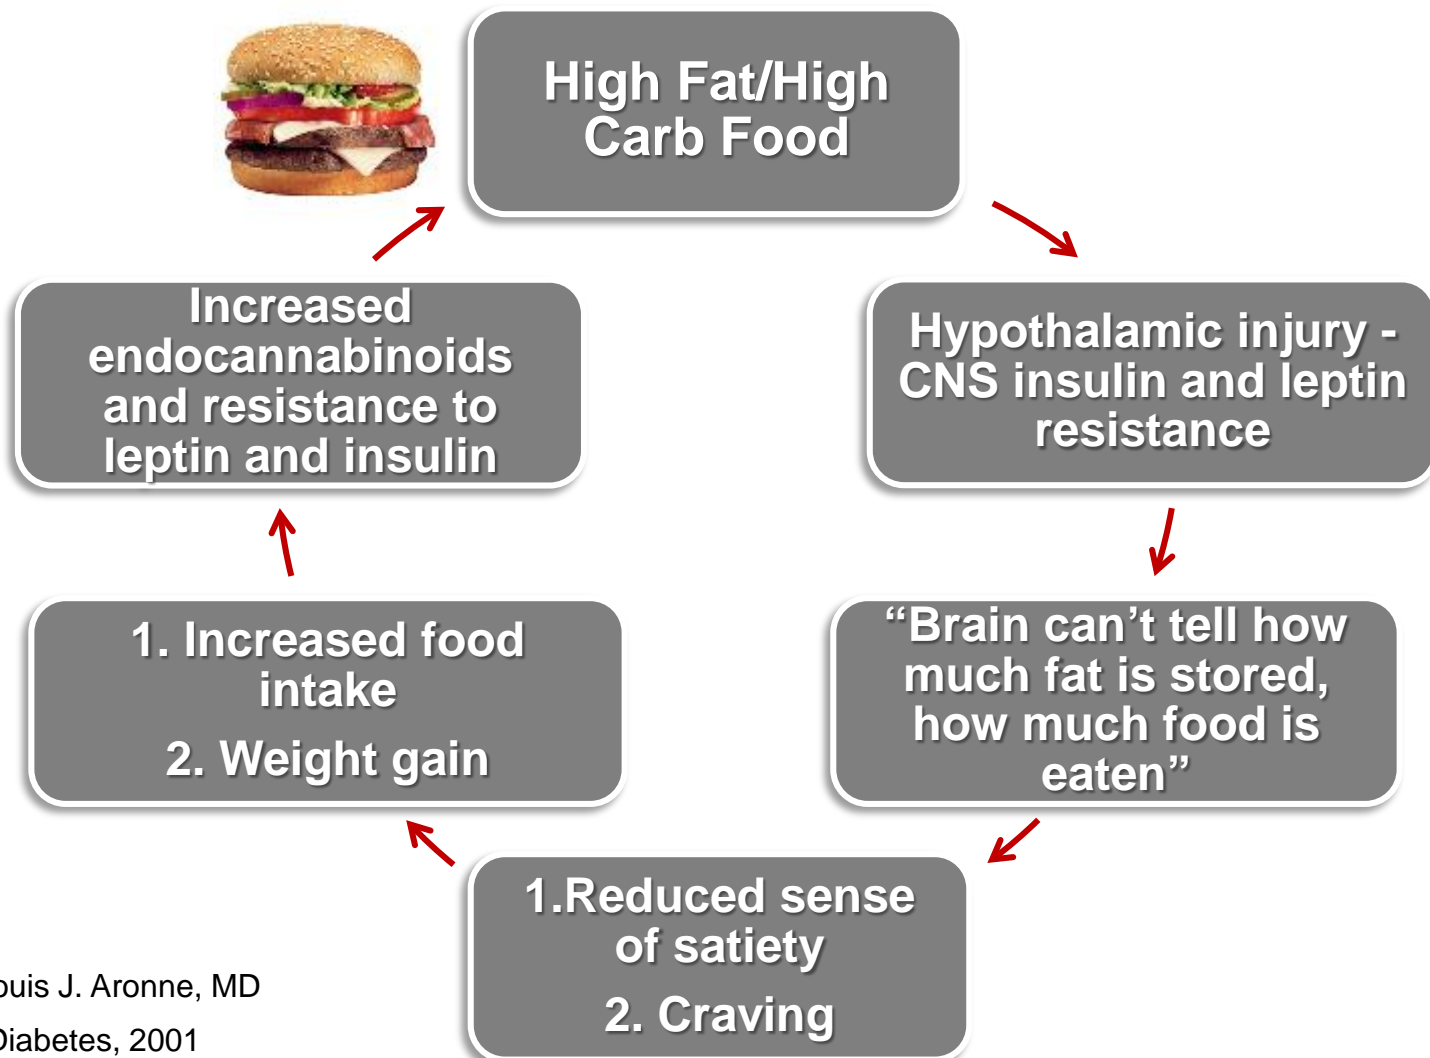 High Fat/High
Carb Food
Hypothalamic injury -
CNS insulin and leptin
resistance
“Brain can’t tell how
much fat is stored,
how much food is
eaten”
1.Reduced sense
of satiety
2. Craving
1. Increased food
intake
2. Weight gain
Increased
endocannabinoids
and resistance to
leptin and insulin
ouis J. Aronne, MD
Diabetes, 2001